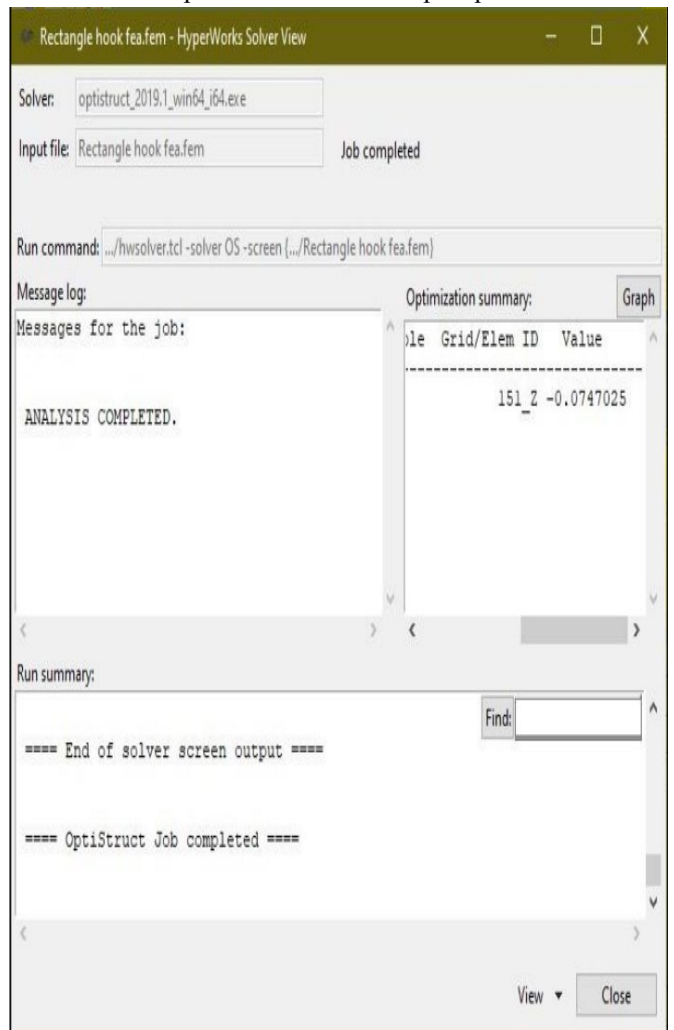 Rectangle hook fea.fem - HyperWorks Solver View
Solver: optistruct_2019.1_win64_i64.exe
Input file: Rectangle hook fea.fem Job completed
Run command: .../hwsolver.tcl -solver OS -screen {.../Rectangle hook fea.fem}
Message log: Optimization summary: Graph
Messages for the job:
ANALYSIS COMPLETED.
ble Grid/Elem ID Value
--------------------------
151_Z -0.0747025
Run summary:
Find:
==== End of solver screen output ====
==== OptiStruct Job completed ====
View Close